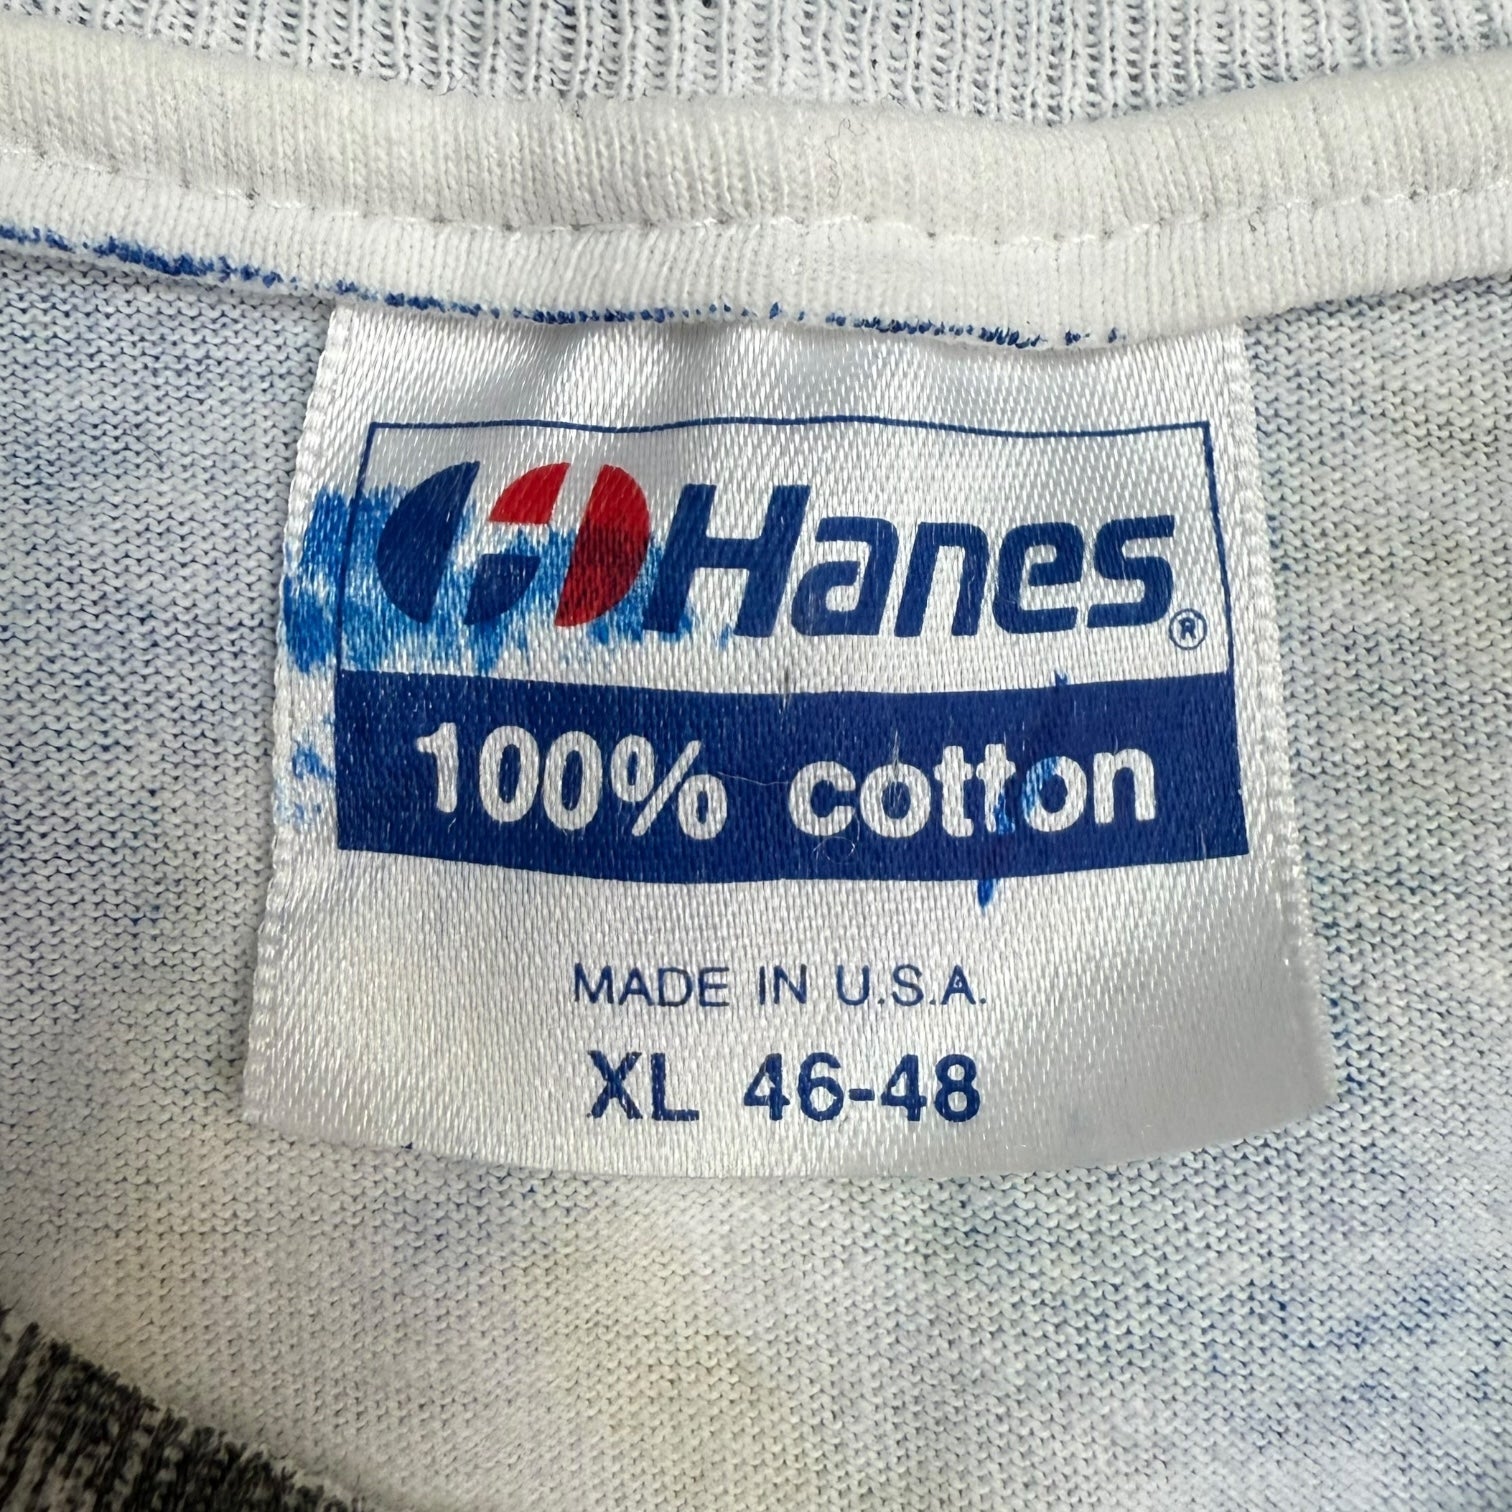 Hanes®
100% cotton
MADE IN U.S.A.
XL 46-48